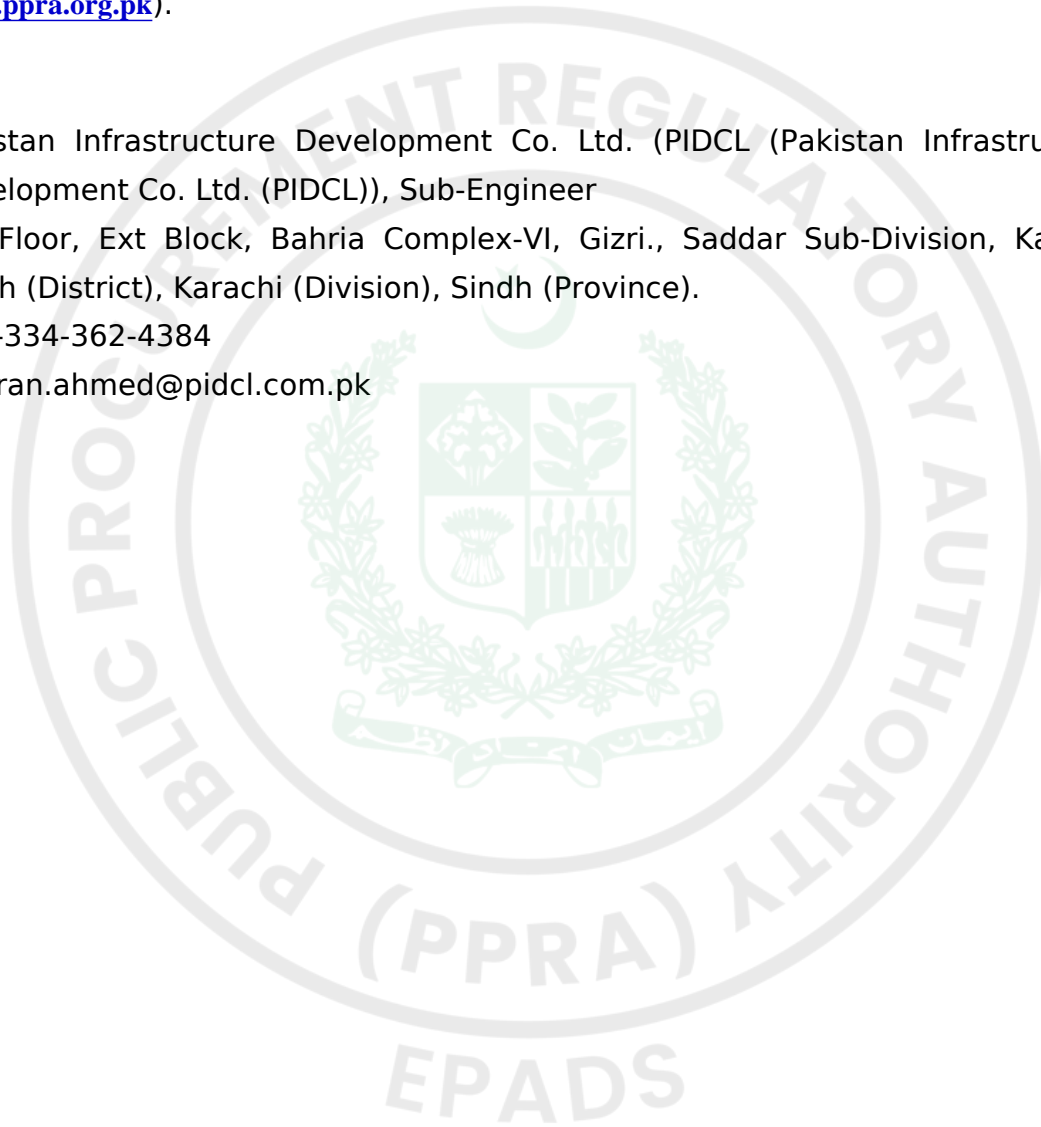 .ppra.org.pk).
stan Infrastructure Development Co. Ltd. (PIDCL (Pakistan Infrastru
elopment Co. Ltd. (PIDCL)), Sub-Engineer
Floor, Ext Block, Bahria Complex-VI, Gizri., Saddar Sub-Division, Ka
h (District), Karachi (Division), Sindh (Province).
-334-362-4384
ran.ahmed@pidcl.com.pk
PUBLIC PROCUREMENT REGULATORY AUTHORITY
(PPRA)
EPADS